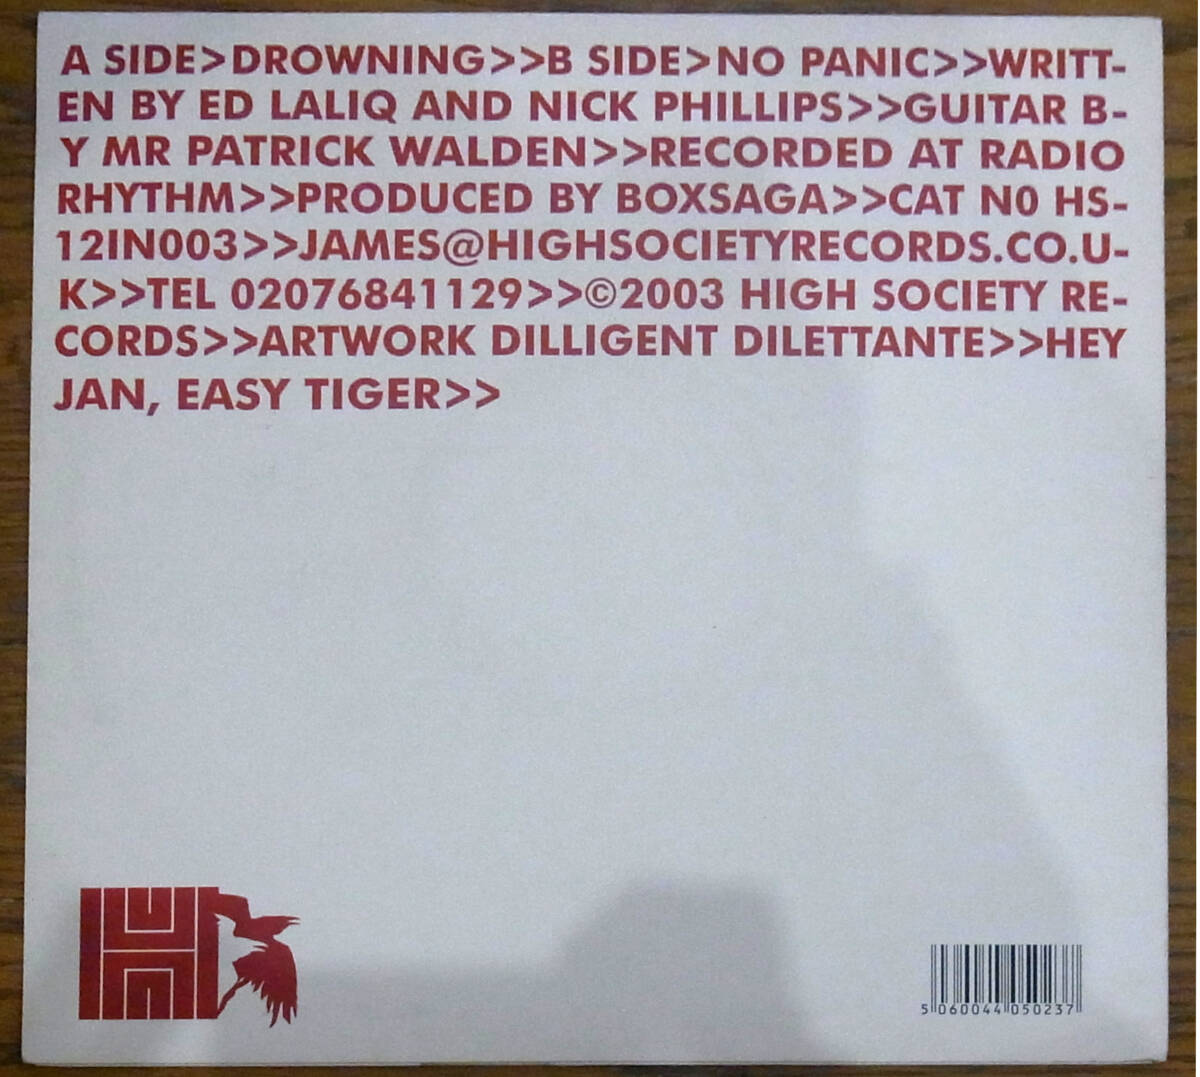 A SIDE>DROWNING>>B SIDE>NO PANIC>>WRITT-
EN BY ED LALIQ AND NICK PHILLIPS>>GUITAR B-
Y MR PATRICK WALDEN>>RECORDED AT RADIO
RHYTHM>>PRODUCED BY BOXSAGA>>CAT N0 HS-
12IN003>>JAMES@HIGHSOCIETYRECORDS.CO.U-
K>>TEL 02076841129>>©2003 HIGH SOCIETY RE-
CORDS>>ARTWORK DILLIGENT DILETTANTE>>HEY
JAN, EASY TIGER>>
5 060044 050237